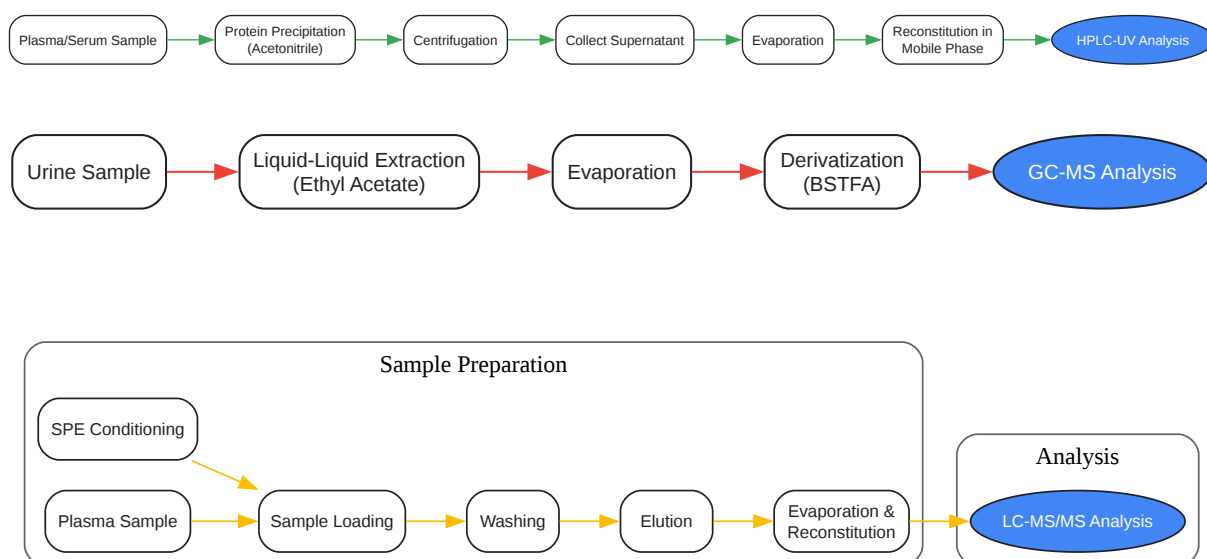 Plasma/Serum Sample
Protein Precipitation
(Acetonitrile)
Centrifugation
Collect Supernatant
Evaporation
Reconstitution in
Mobile Phase
HPLC-UV Analysis
Urine Sample
Liquid-Liquid Extraction
(Ethyl Acetate)
Evaporation
Derivatization
(BSTFA)
GC-MS Analysis
Sample Preparation
SPE Conditioning
Plasma Sample
Sample Loading
Washing
Elution
Evaporation &
Reconstitution
Analysis
LC-MS/MS Analysis